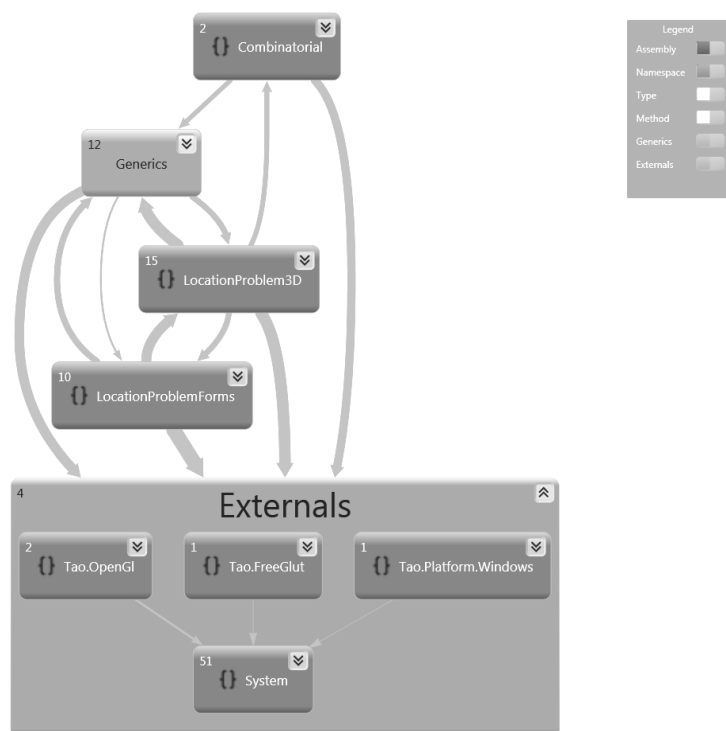 2
{} Combinatorial
Legend
Assembly
Namespace
Type
Method
Generics
Externals
12
Generics
15
{} LocationProblem3D
10
{} LocationProblemForms
4
Externals
2
{} Tao.OpenGl
1
{} Tao.FreeGlut
1
{} Tao.Platform.Windows
51
{} System